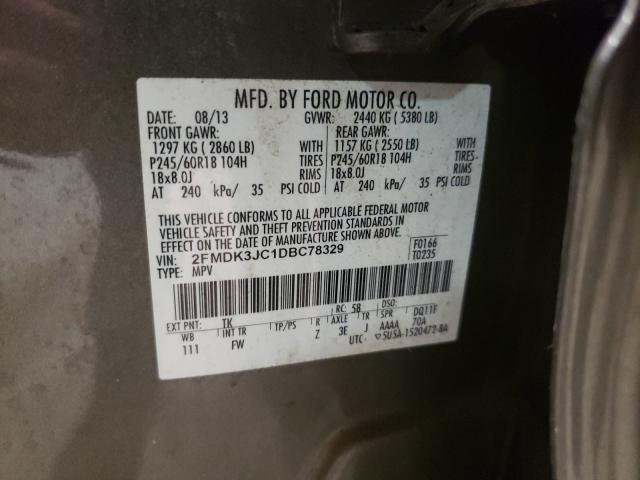 MFD. BY FORD MOTOR CO.
DATE: 08/13 GVWR: 2440 KG ( 5380 LB)
FRONT GAWR: REAR GAWR:
1297 KG ( 2860 LB) WITH 1157 KG ( 2550 LB) WITH
P245/60R18 104H TIRES P245/60R18 104H TIRES
18x8.0J RIMS 18x8.0J RIMS
AT 240 kPa/ 35 PSI COLD AT 240 kPa/ 35 PSI COLD
THIS VEHICLE CONFORMS TO ALL APPLICABLE FEDERAL MOTOR
VEHICLE SAFETY, BUMPER, AND THEFT PREVENTION STANDARDS IN
EFFECT ON THE DATE OF MANUFACTURE SHOWN ABOVE.
VIN: 2FMDK3JC1DBC78329 F0166
TYPE: MPV T0235
EXT PNT: TK RC: 58 DSO:
WB INT TR TP/PS R AXLE TR SPR DQ11F
111 FW Z 3E J AAAA 70A
UTC ▽5U5A-1520472-BA